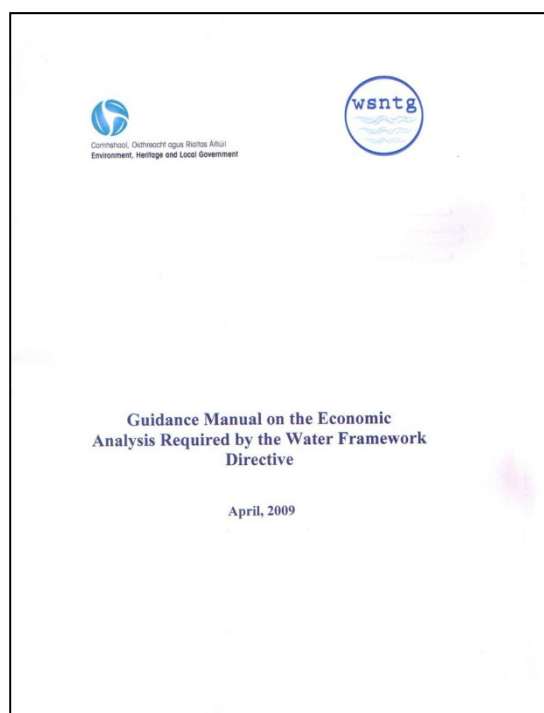 wsntg
Comhshaol, Oidhreacht agus Rialtas Áitiúil
Environment, Heritage and Local Government
Guidance Manual on the Economic
Analysis Required by the Water Framework
Directive
April, 2009